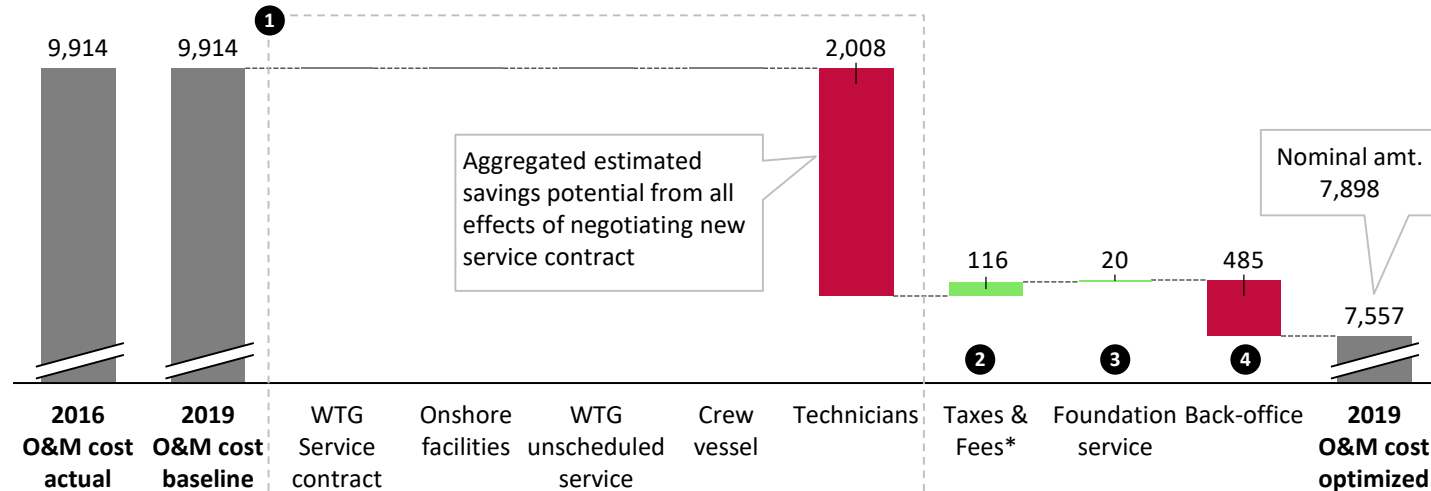 1
9,914
9,914
2,008
Aggregated estimated
savings potential from all
effects of negotiating new
service contract
Nominal amt.
7,898
116
20
485
7,557
2
3
4
2016
O&M cost
actual
2019
O&M cost
baseline
WTG
Service
contract
Onshore
facilities
WTG
unscheduled
service
Crew
vessel
Technicians
Taxes &
Fees*
Foundation
service
Back-office
2019
O&M cost
optimized